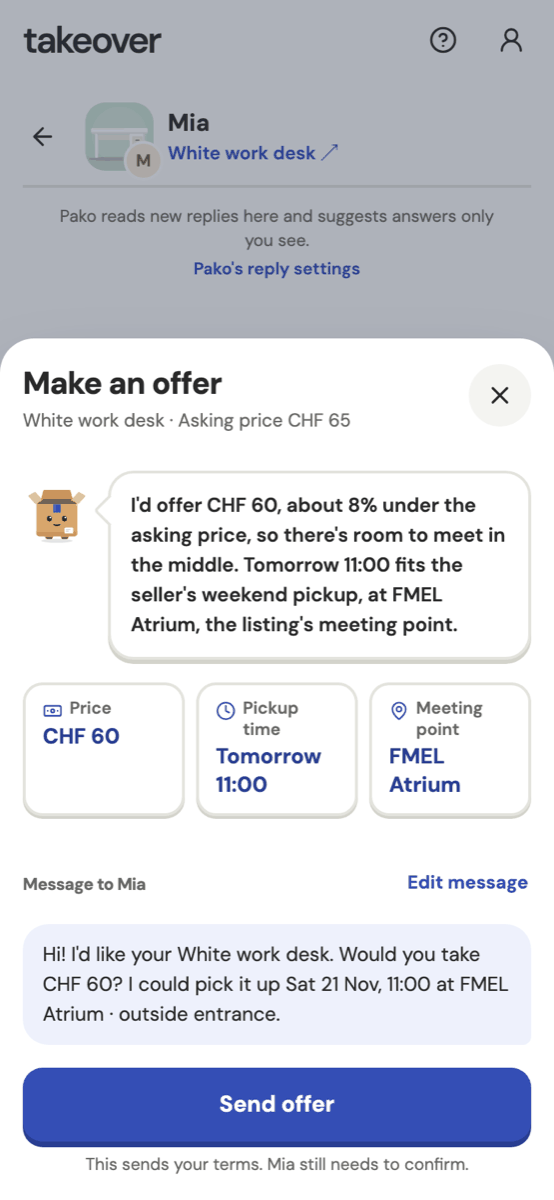 takeover
Mia
White work desk ↗
M
Pako reads new replies here and suggests answers only
you see.
Pako's reply settings
Make an offer
White work desk · Asking price CHF 65
I'd offer CHF 60, about 8% under the
asking price, so there's room to meet in
the middle. Tomorrow 11:00 fits the
seller's weekend pickup, at FMEL
Atrium, the listing's meeting point.
Price
CHF 60
Pickup
time
Tomorrow
11:00
Meeting
point
FMEL
Atrium
Message to Mia
Edit message
Hi! I'd like your White work desk. Would you take
CHF 60? I could pick it up Sat 21 Nov, 11:00 at FMEL
Atrium · outside entrance.
Send offer
This sends your terms. Mia still needs to confirm.